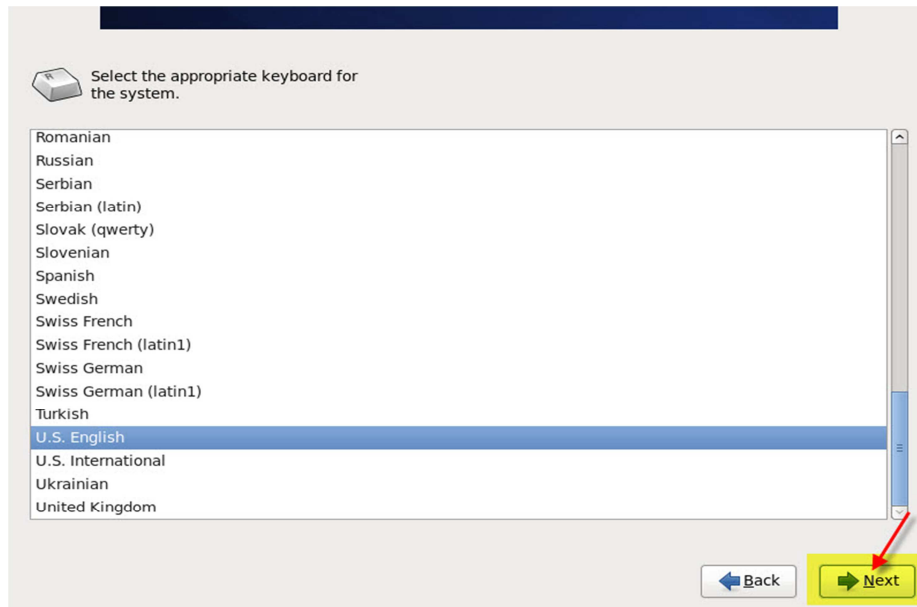 Select the appropriate keyboard for
the system.
Romanian
Russian
Serbian
Serbian (latin)
Slovak (qwerty)
Slovenian
Spanish
Swedish
Swiss French
Swiss French (latin1)
Swiss German
Swiss German (latin1)
Turkish
U.S. English
U.S. International
Ukrainian
United Kingdom
Back
Next